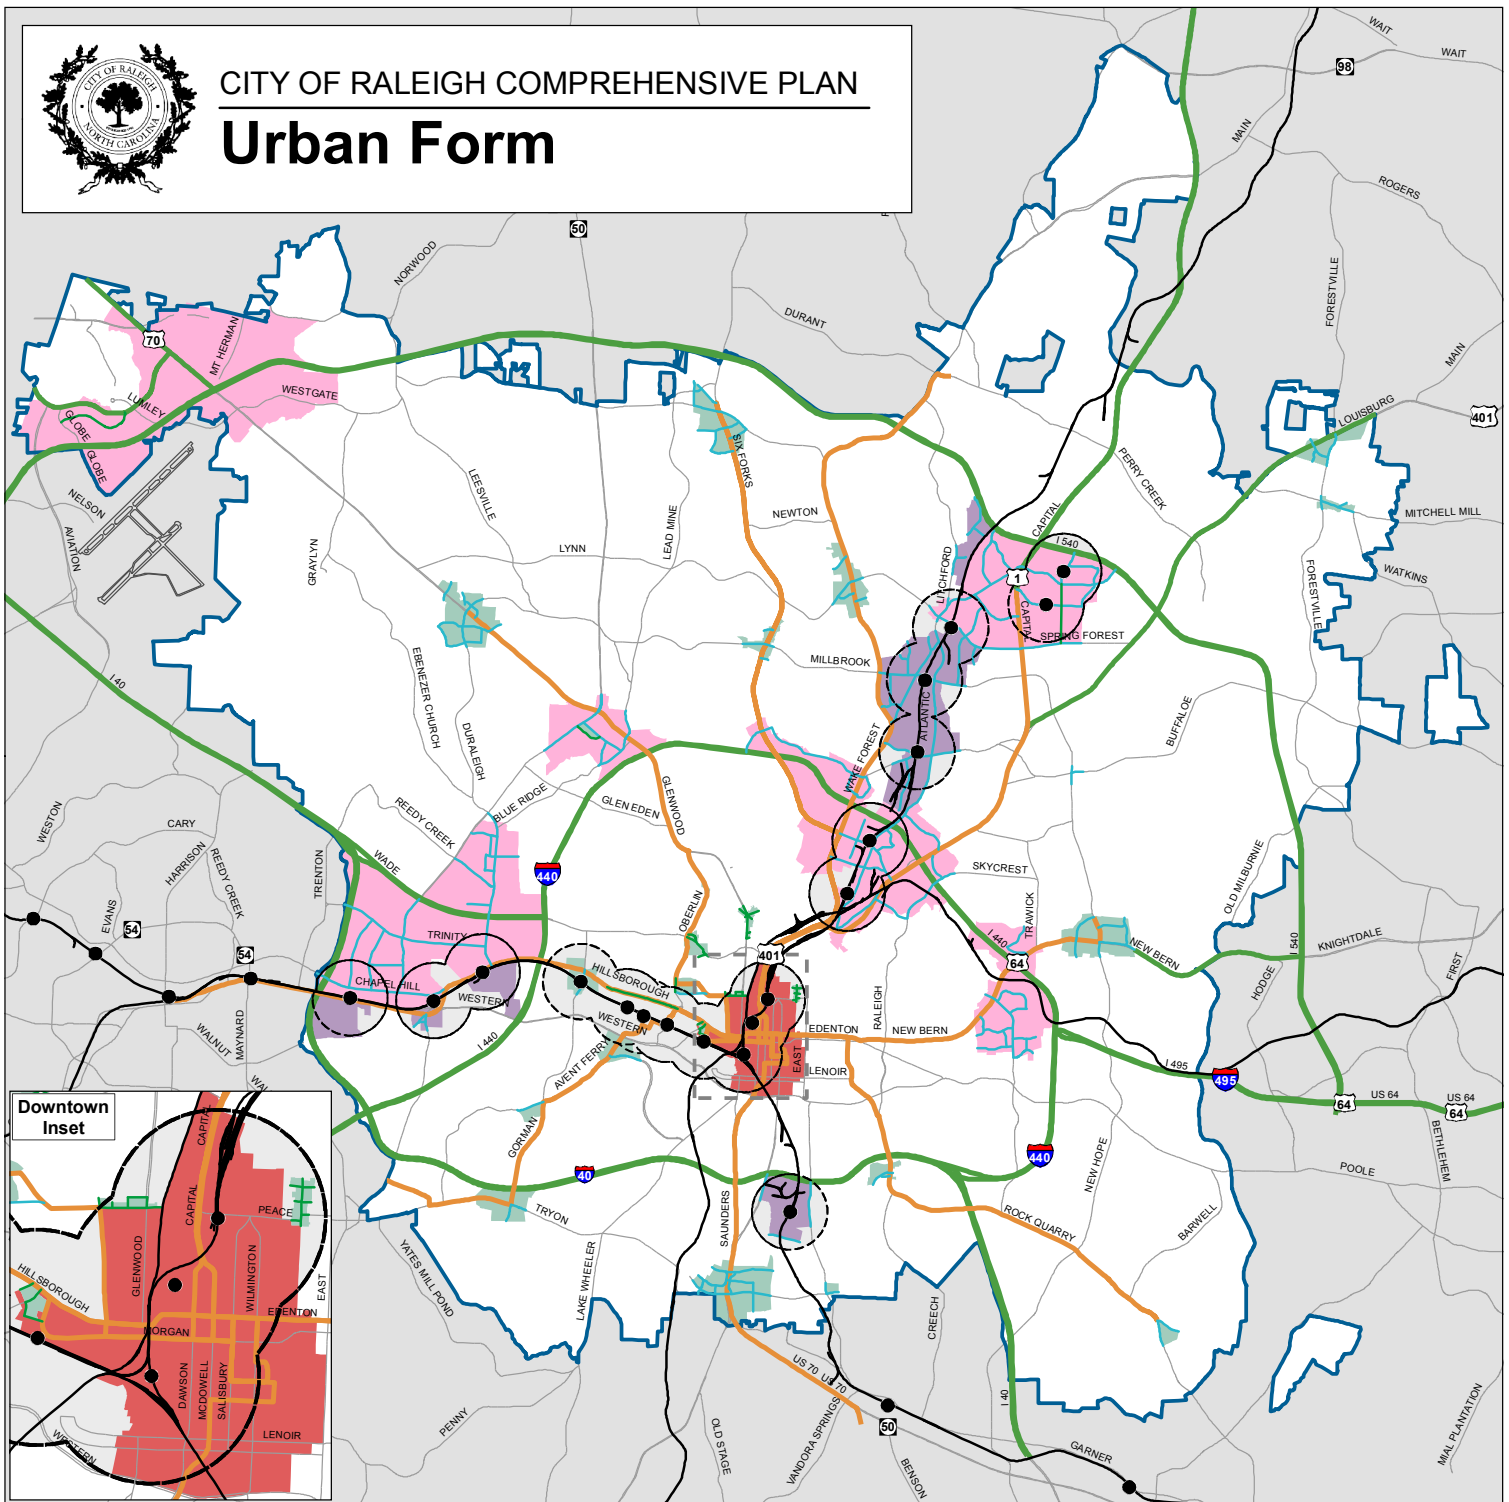 CITY OF RALEIGH
NORTH CAROLINA
CITY OF RALEIGH COMPREHENSIVE PLAN
Urban Form
WAIT
WAIT
98
MAIN
ROGERS
50
NORWOOD
FORESTVILLE
DURANT
MAIN
70
MT HERMAN
WESTGATE
LUMLEY
GLOBE
GLOBE
LOUISBURG
401
SIX FORKS
NELSON
AVIATION
LEESVILLE
LEAD MINE
NEWTON
PERRY CREEK
CAPITAL
MITCHELL MILL
GRAYLYN
LYNN
LITCHFORD
I 540
1
CAPITAL
FORESTVILLE
WATKINS
SPRING FOREST
MILLBROOK
I 40
EBENEZER CHURCH
DURALEIGH
ATLANTIC
BUFFALOE
WAKE FOREST
WESTON
CARY
HARRISON
REEDY CREEK
REEDY CREEK
BLUE RIDGE
GLEN EDEN
GLENWOOD
TRENTON
WADE
440
SKYCREST
TRAWICK
OLD MILBURNIE
EVANS
54
54
TRINITY
OBERLIN
401
I 440
64
NEW BERN
I 540
KNIGHTDALE
HODGE
FIRST
CHAPEL HILL
WESTERN
HILLSBOROUGH
WESTERN
RALEIGH
WALNUT
MAYNARD
I 440
AVENT FERRY
EDENTON
NEW BERN
EAST
LENOIR
I 495
495
64
US 64
US 64
64
Downtown
Inset
GORMAN
40
440
NEW HOPE
BETHLEHEM
POOLE
CAPITAL
CAPITAL
PEACE
GLENWOOD
WILMINGTON
EAST
HILLSBOROUGH
EDENTON
MORGAN
DAWSON
MCDOWELL
SALISBURY
LENOIR
WESTERN
TRYON
SAUNDERS
ROCK QUARRY
BARWELL
YATES MILL POND
LAKE WHEELER
CREECH
US 70
US 70
I 40
PENNY
OLD STAGE
VANDORA SPRINGS
50
BENSON
GARNER
MIAL PLANTATION